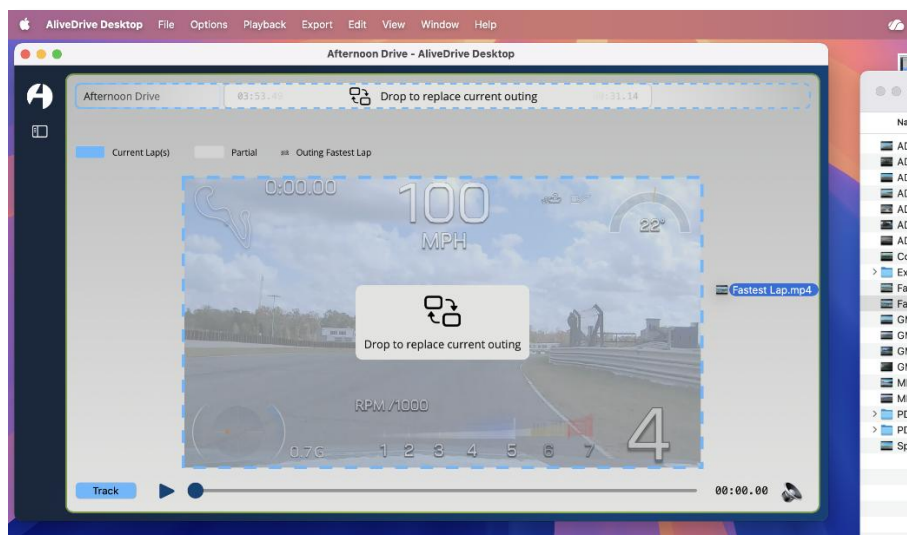 AliveDrive Desktop File Options Playback Export Edit View Window Help
Afternoon Drive - AliveDrive Desktop
Afternoon Drive
Drop to replace current outing
Current Lap(s) Partial Outing Fastest Lap
0:00.00
100
MPH
22°
Fastest Lap.mp4
Drop to replace current outing
RPM /1000
0.7G 1 2 3 4 5 6 7 4
Track 00:00.00